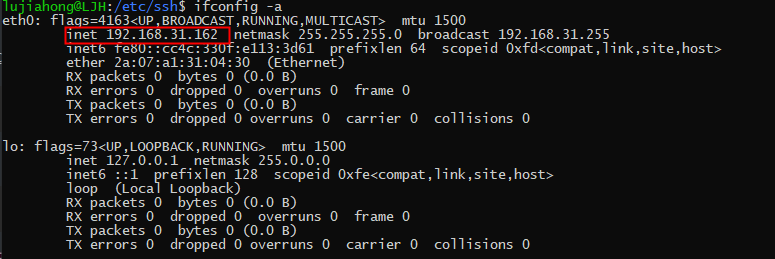 lujiahong@LJH:/etc/ssh$ ifconfig -a
eth0: flags=4163<UP,BROADCAST,RUNNING,MULTICAST>  mtu 1500
        inet 192.168.31.162  netmask 255.255.255.0  broadcast 192.168.31.255
        inet6 fe80::cc4c:330f:e113:3d61  prefixlen 64  scopeid 0xfd<compat,link,site,host>
        ether 2a:07:a1:31:04:30  (Ethernet)
        RX packets 0  bytes 0 (0.0 B)
        RX errors 0  dropped 0  overruns 0  frame 0
        TX packets 0  bytes 0 (0.0 B)
        TX errors 0  dropped 0 overruns 0  carrier 0  collisions 0

lo: flags=73<UP,LOOPBACK,RUNNING>  mtu 1500
        inet 127.0.0.1  netmask 255.0.0.0
        inet6 ::1  prefixlen 128  scopeid 0xfe<compat,link,site,host>
        loop  (Local Loopback)
        RX packets 0  bytes 0 (0.0 B)
        RX errors 0  dropped 0  overruns 0  frame 0
        TX packets 0  bytes 0 (0.0 B)
        TX errors 0  dropped 0 overruns 0  carrier 0  collisions 0